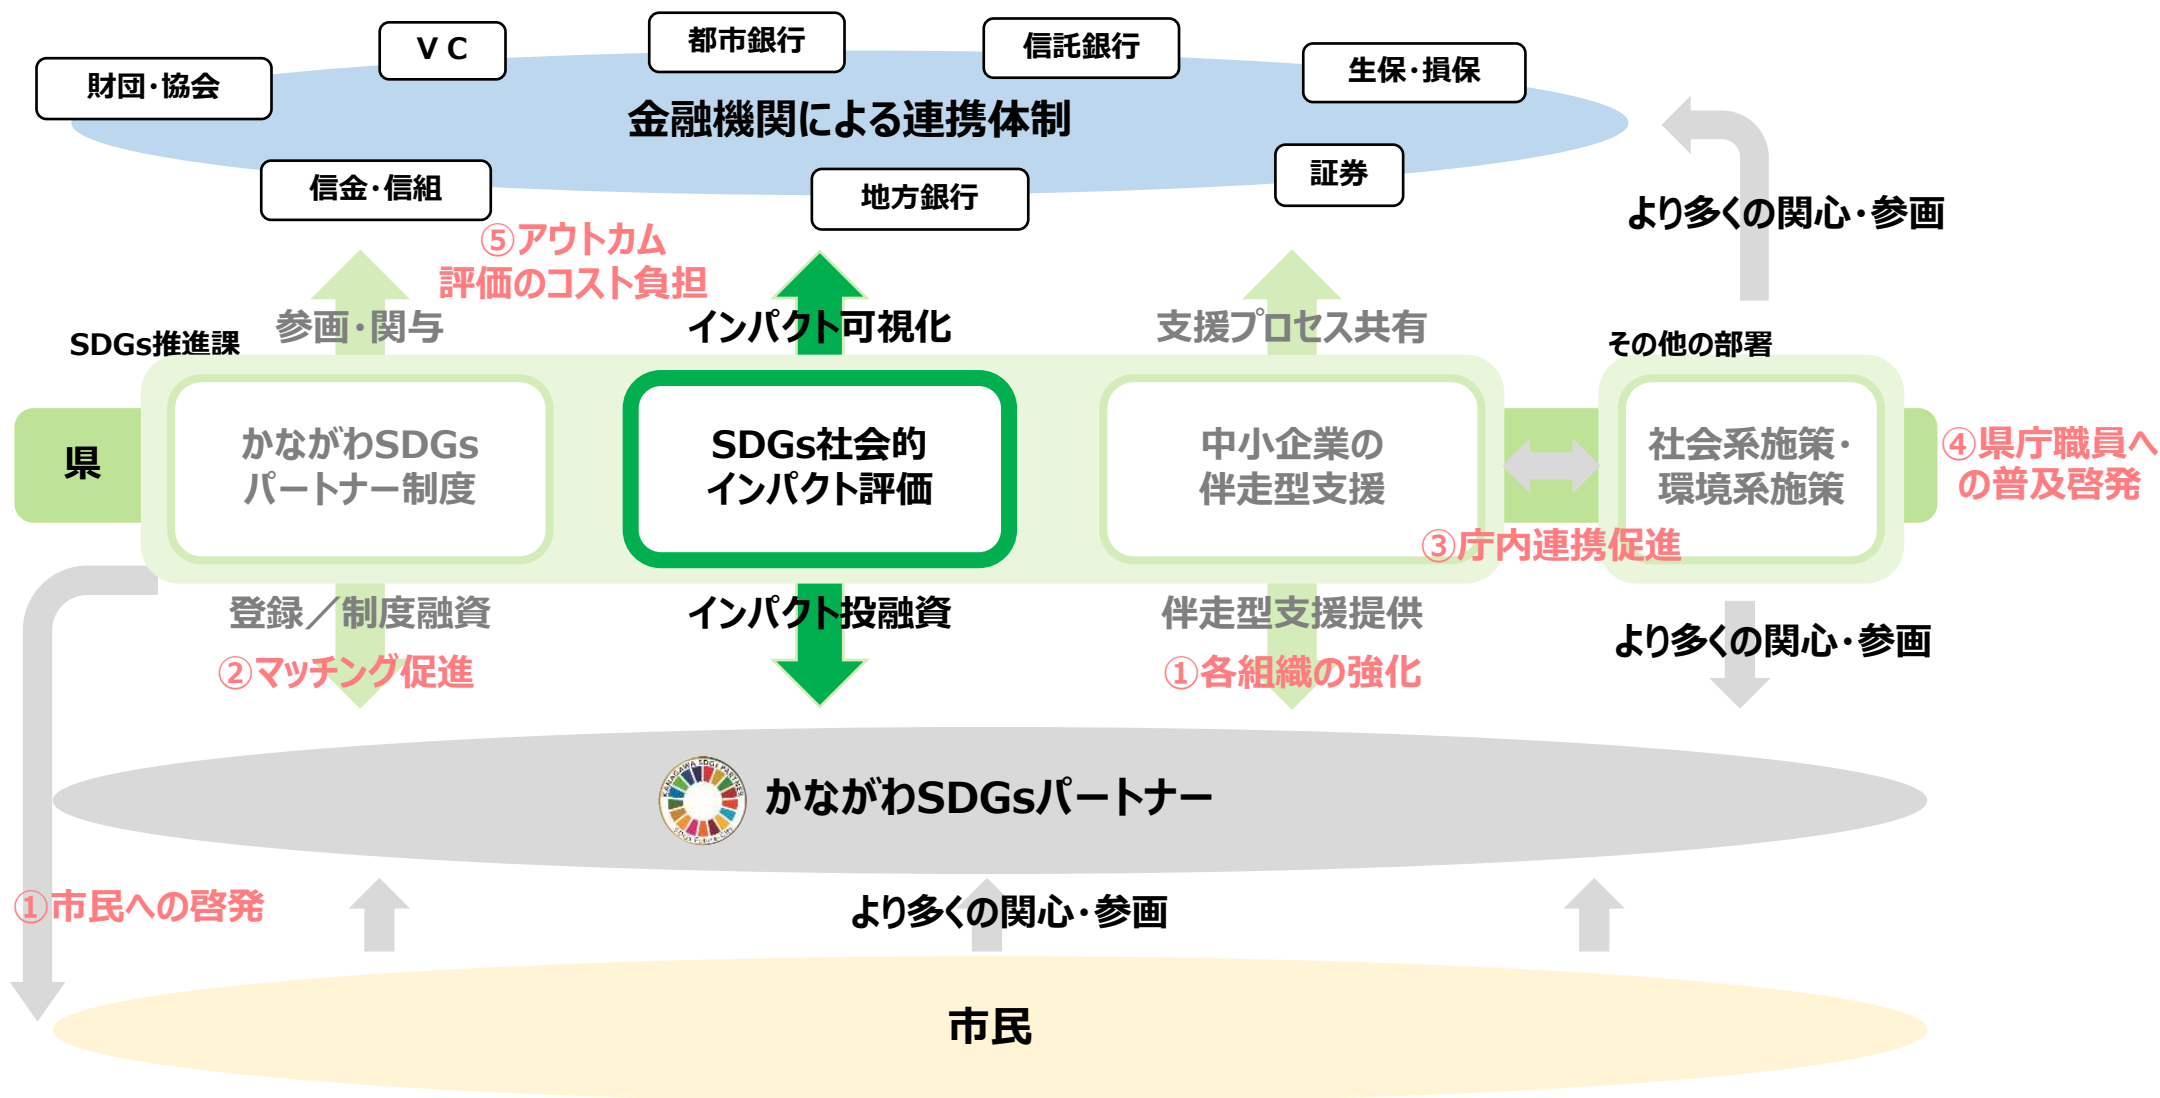 財団・協会
ＶＣ
都市銀行
信託銀行
生保・損保
金融機関による連携体制
信金・信組
地方銀行
証券
より多くの関心・参画
⑤アウトカム
評価のコスト負担
参画・関与
インパクト可視化
支援プロセス共有
SDGs推進課
その他の部署
県
かながわSDGs
パートナー制度
SDGs社会的
インパクト評価
中小企業の
伴走型支援
社会系施策・
環境系施策
④県庁職員へ
の普及啓発
③庁内連携促進
登録／制度融資
インパクト投融資
伴走型支援提供
より多くの関心・参画
②マッチング促進
①各組織の強化
KANAGAWA SDGs PARTNER
SDGs Future City
かながわSDGsパートナー
①市民への啓発
より多くの関心・参画
市民